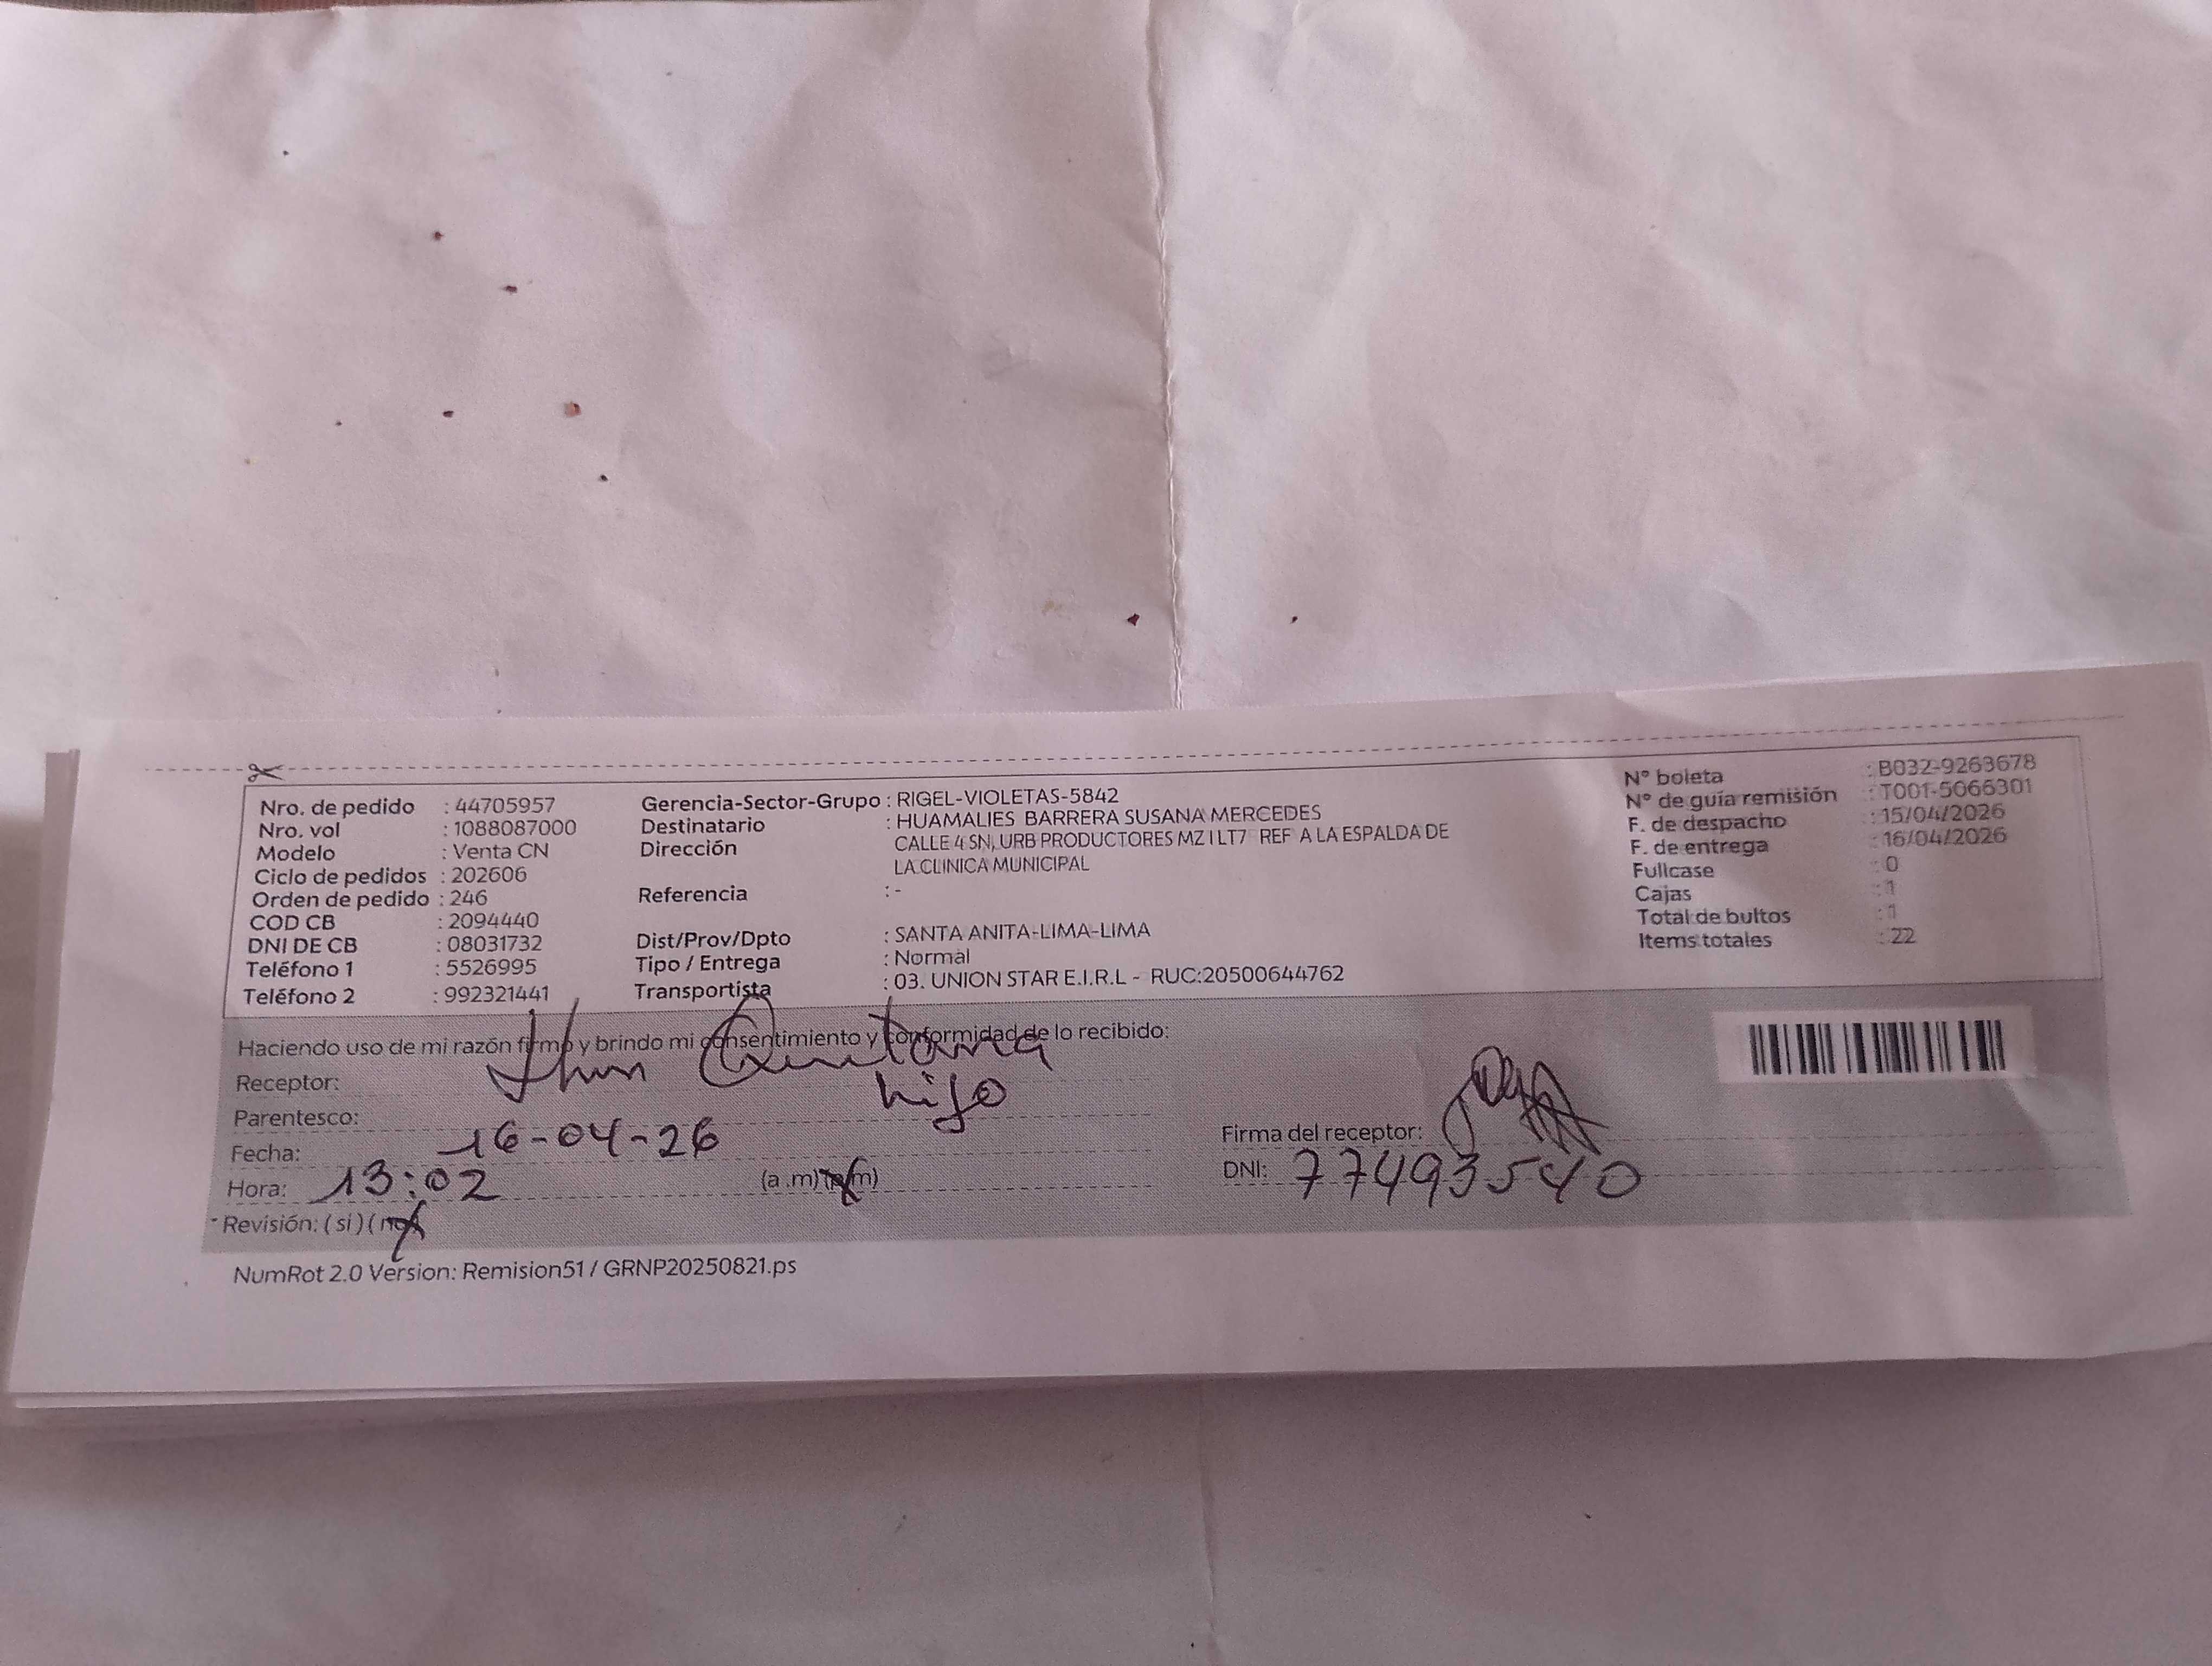 Nro. de pedido : 44705957
Nro. vol : 1088087000
Modelo : Venta CN
Ciclo de pedidos : 202606
Orden de pedido : 246
COD CB : 2094440
DNI DE CB : 08031732
Teléfono 1 : 5526995
Teléfono 2 : 992321441
Gerencia-Sector-Grupo : RIGEL-VIOLETAS-5842
Destinatario : HUAMALIES BARRERA SUSANA MERCEDES
Dirección CALLE 4 SN, URB PRODUCTORES MZ I LT7 REF A LA ESPALDA DE
LA CLINICA MUNICIPAL
Referencia : -
Dist/Prov/Dpto : SANTA ANITA-LIMA-LIMA
Tipo / Entrega : Normal
Transportista : 03. UNION STAR E.I.R.L - RUC:20500644762
N° boleta : B032-9263678
N° de guía remisión : T001-5066301
F. de despacho : 15/04/2026
F. de entrega : 16/04/2026
Fullcase : 0
Cajas : 1
Total de bultos : 1
Items totales : 22
Haciendo uso de mi razón firmo y brindo mi consentimiento y conformidad de lo recibido:
Receptor: Quintana
Parentesco: hijo
Fecha: 16-04-26
Hora: 13:02 (a .m) (p.m)
Revisión: ( si ) ( no )
Firma del receptor:
DNI: 77493540
NumRot 2.0 Version: Remision51 / GRNP20250821.ps